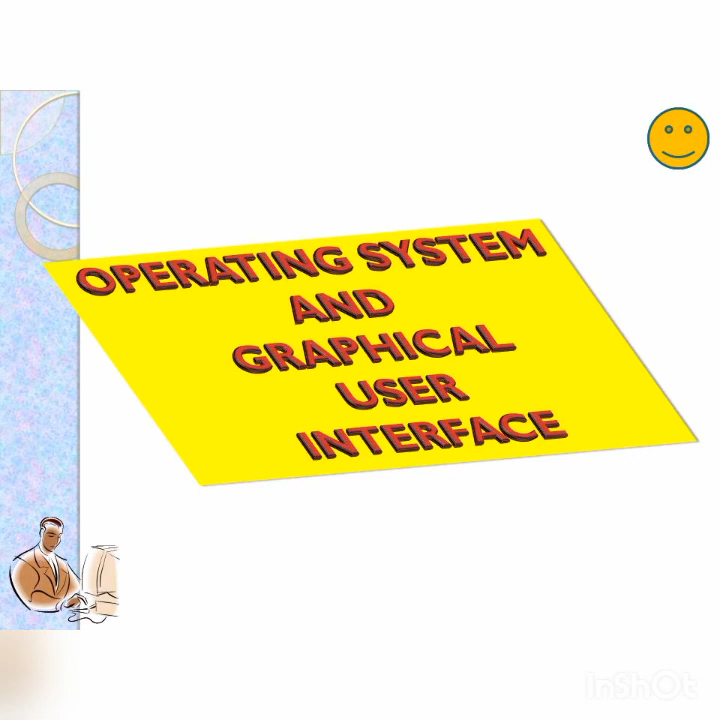 OPERATING SYSTEM
AND
GRAPHICAL
USER
INTERFACE
InShOt